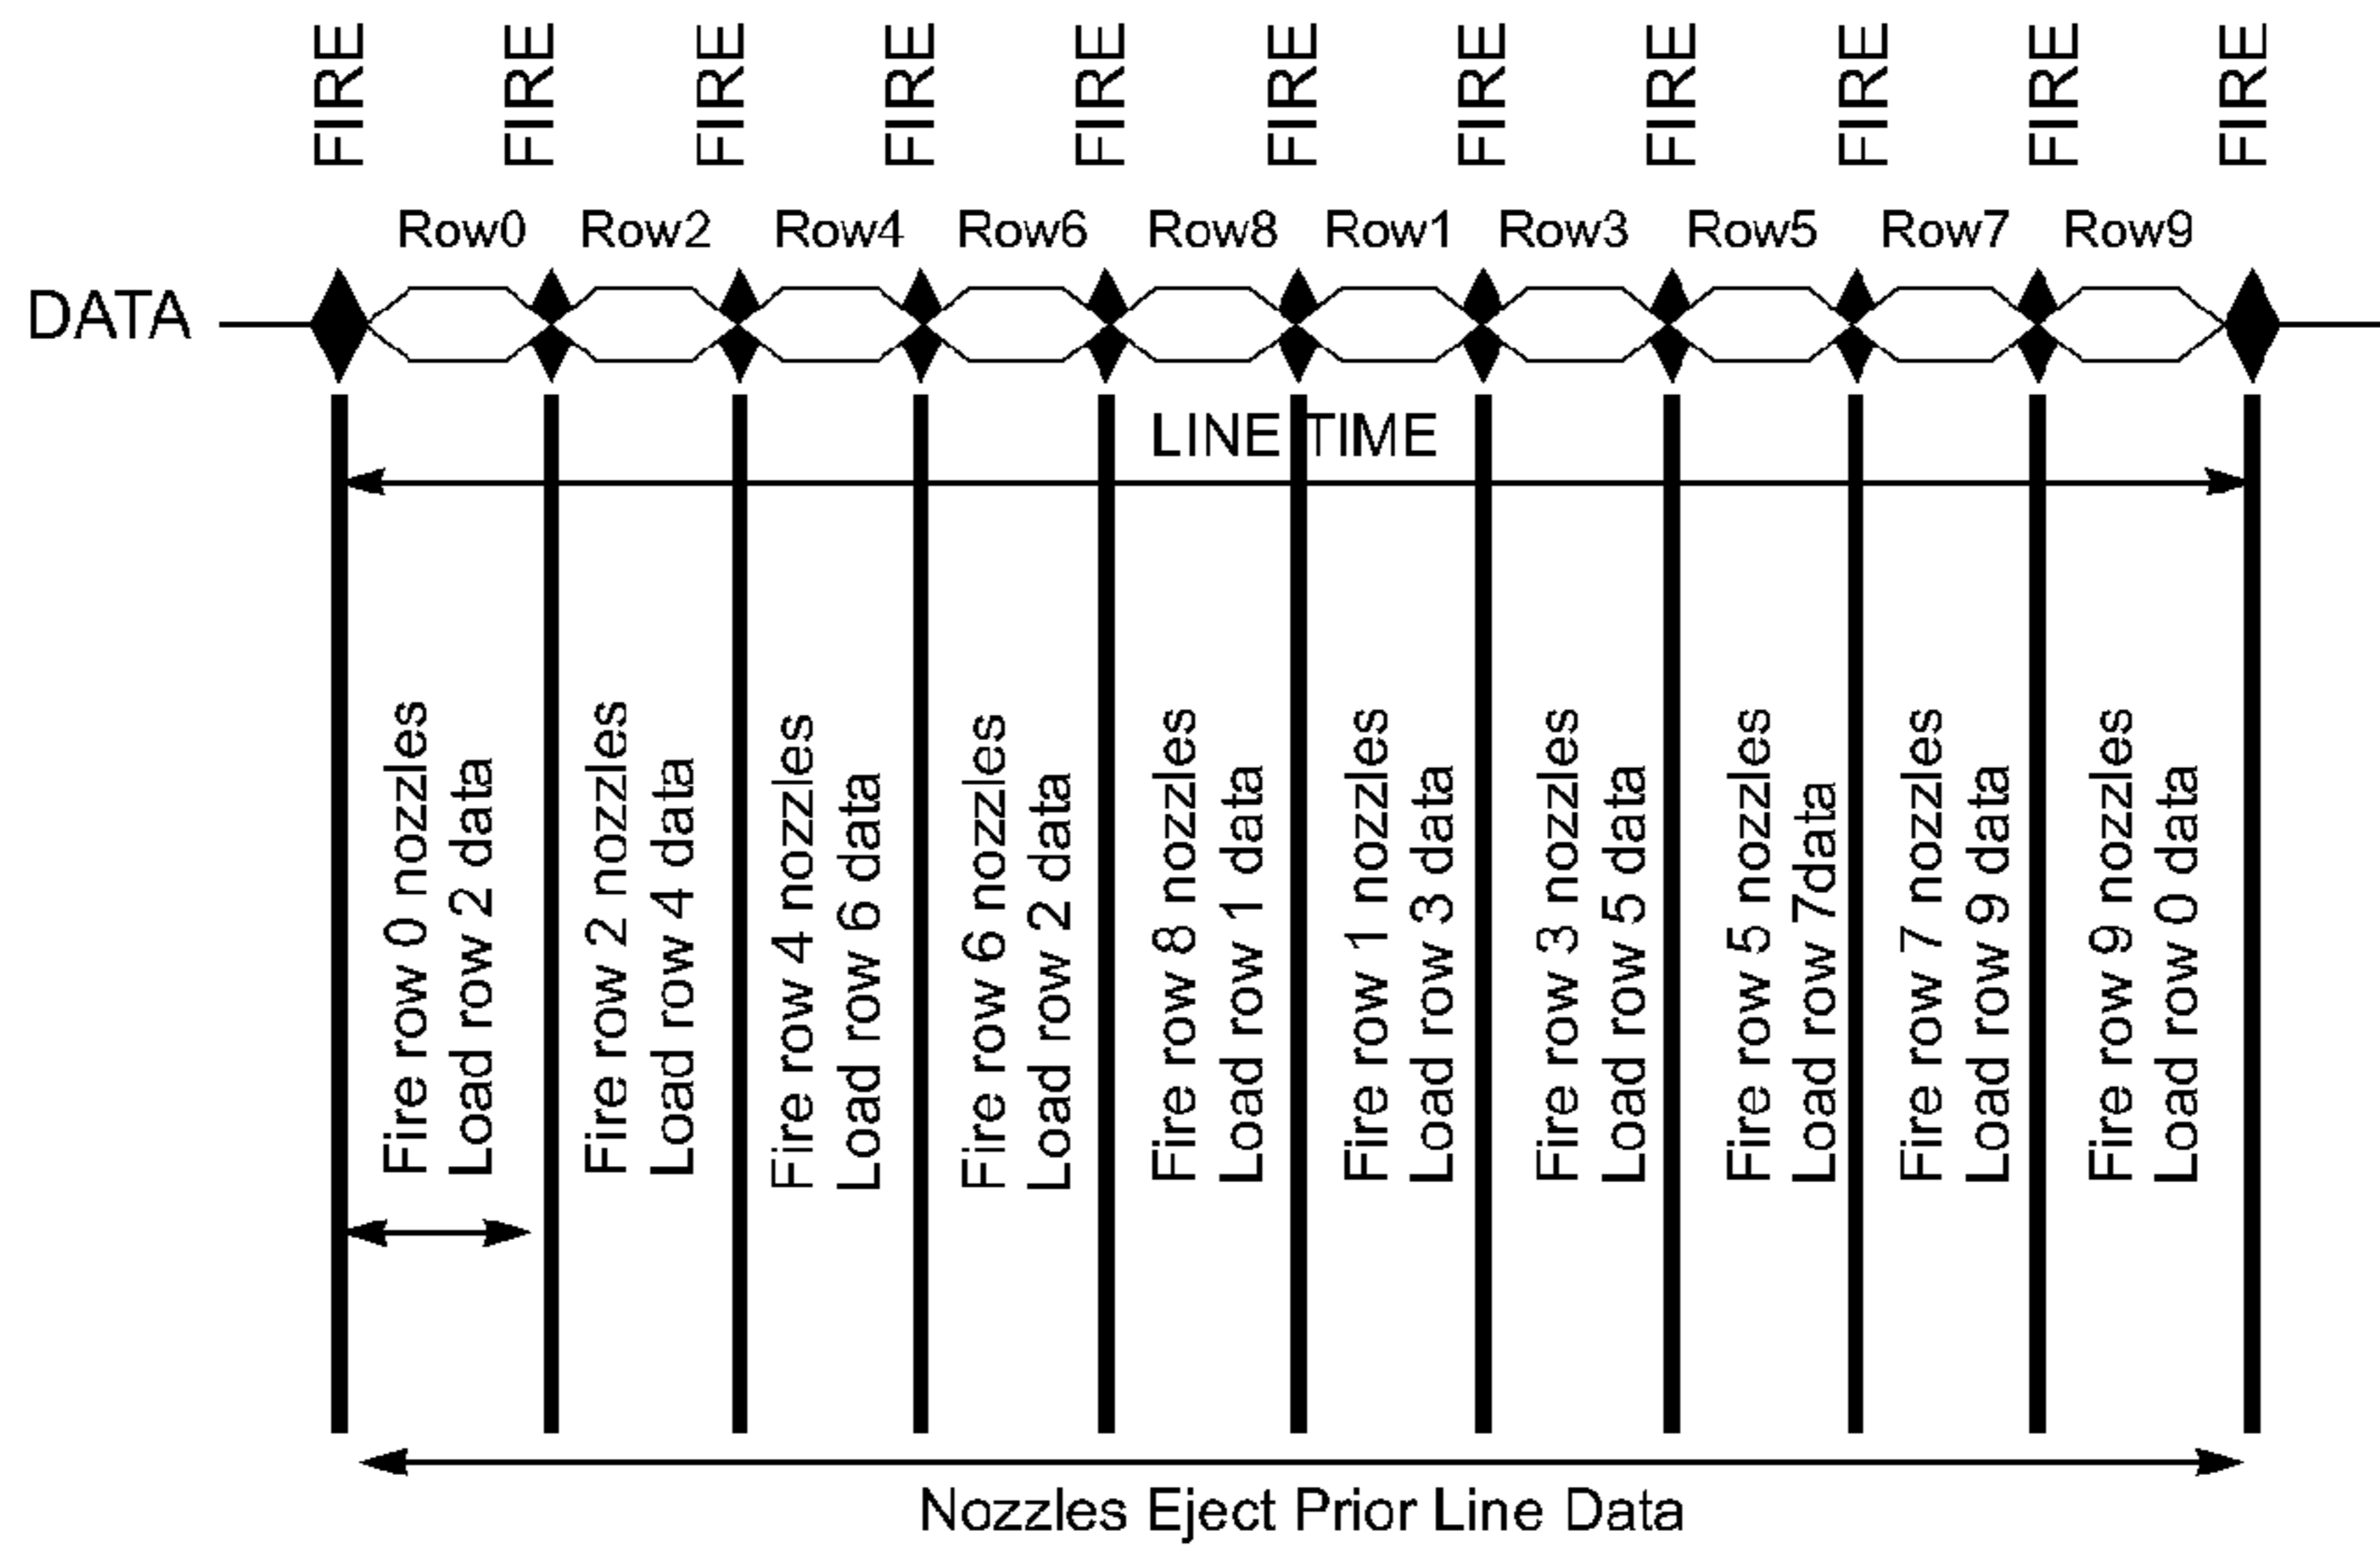 FIRE FIRE FIRE FIRE FIRE FIRE FIRE FIRE FIRE FIRE FIRE
Row0 Row2 Row4 Row6 Row8 Row1 Row3 Row5 Row7 Row9
DATA
LINE TIME
Fire row 0 nozzles
Load row 2 data
Fire row 2 nozzles
Load row 4 data
Fire row 4 nozzles
Load row 6 data
Fire row 6 nozzles
Load row 2 data
Fire row 8 nozzles
Load row 1 data
Fire row 1 nozzles
Load row 3 data
Fire row 3 nozzles
Load row 5 data
Fire row 5 nozzles
Load row 7data
Fire row 7 nozzles
Load row 9 data
Fire row 9 nozzles
Load row 0 data
Nozzles Eject Prior Line Data